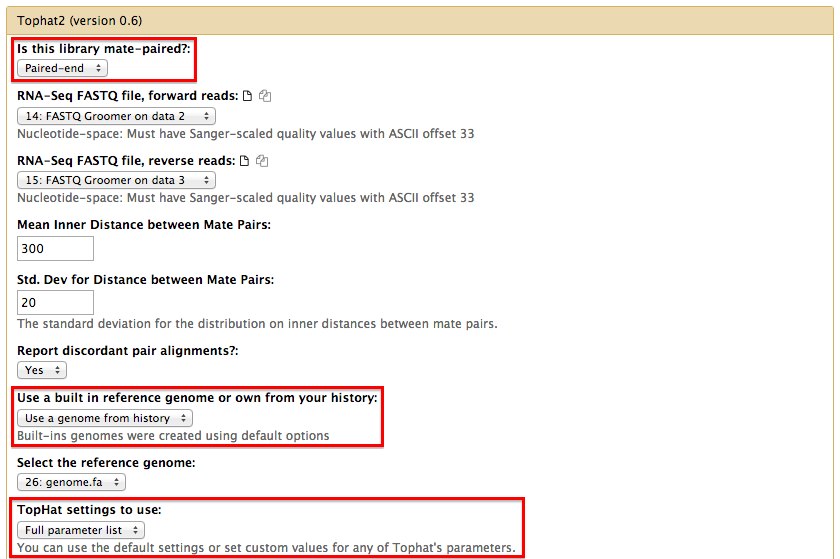 Tophat2 (version 0.6)
Is this library mate-paired?:
Paired-end
RNA-Seq FASTQ file, forward reads:
14: FASTQ Groomer on data 2
Nucleotide-space: Must have Sanger-scaled quality values with ASCII offset 33
RNA-Seq FASTQ file, reverse reads:
15: FASTQ Groomer on data 3
Nucleotide-space: Must have Sanger-scaled quality values with ASCII offset 33
Mean Inner Distance between Mate Pairs:
300
Std. Dev for Distance between Mate Pairs:
20
The standard deviation for the distribution on inner distances between mate pairs.
Report discordant pair alignments?:
Yes
Use a built in reference genome or own from your history:
Use a genome from history
Built-ins genomes were created using default options
Select the reference genome:
26: genome.fa
TopHat settings to use:
Full parameter list
You can use the default settings or set custom values for any of Tophat's parameters.